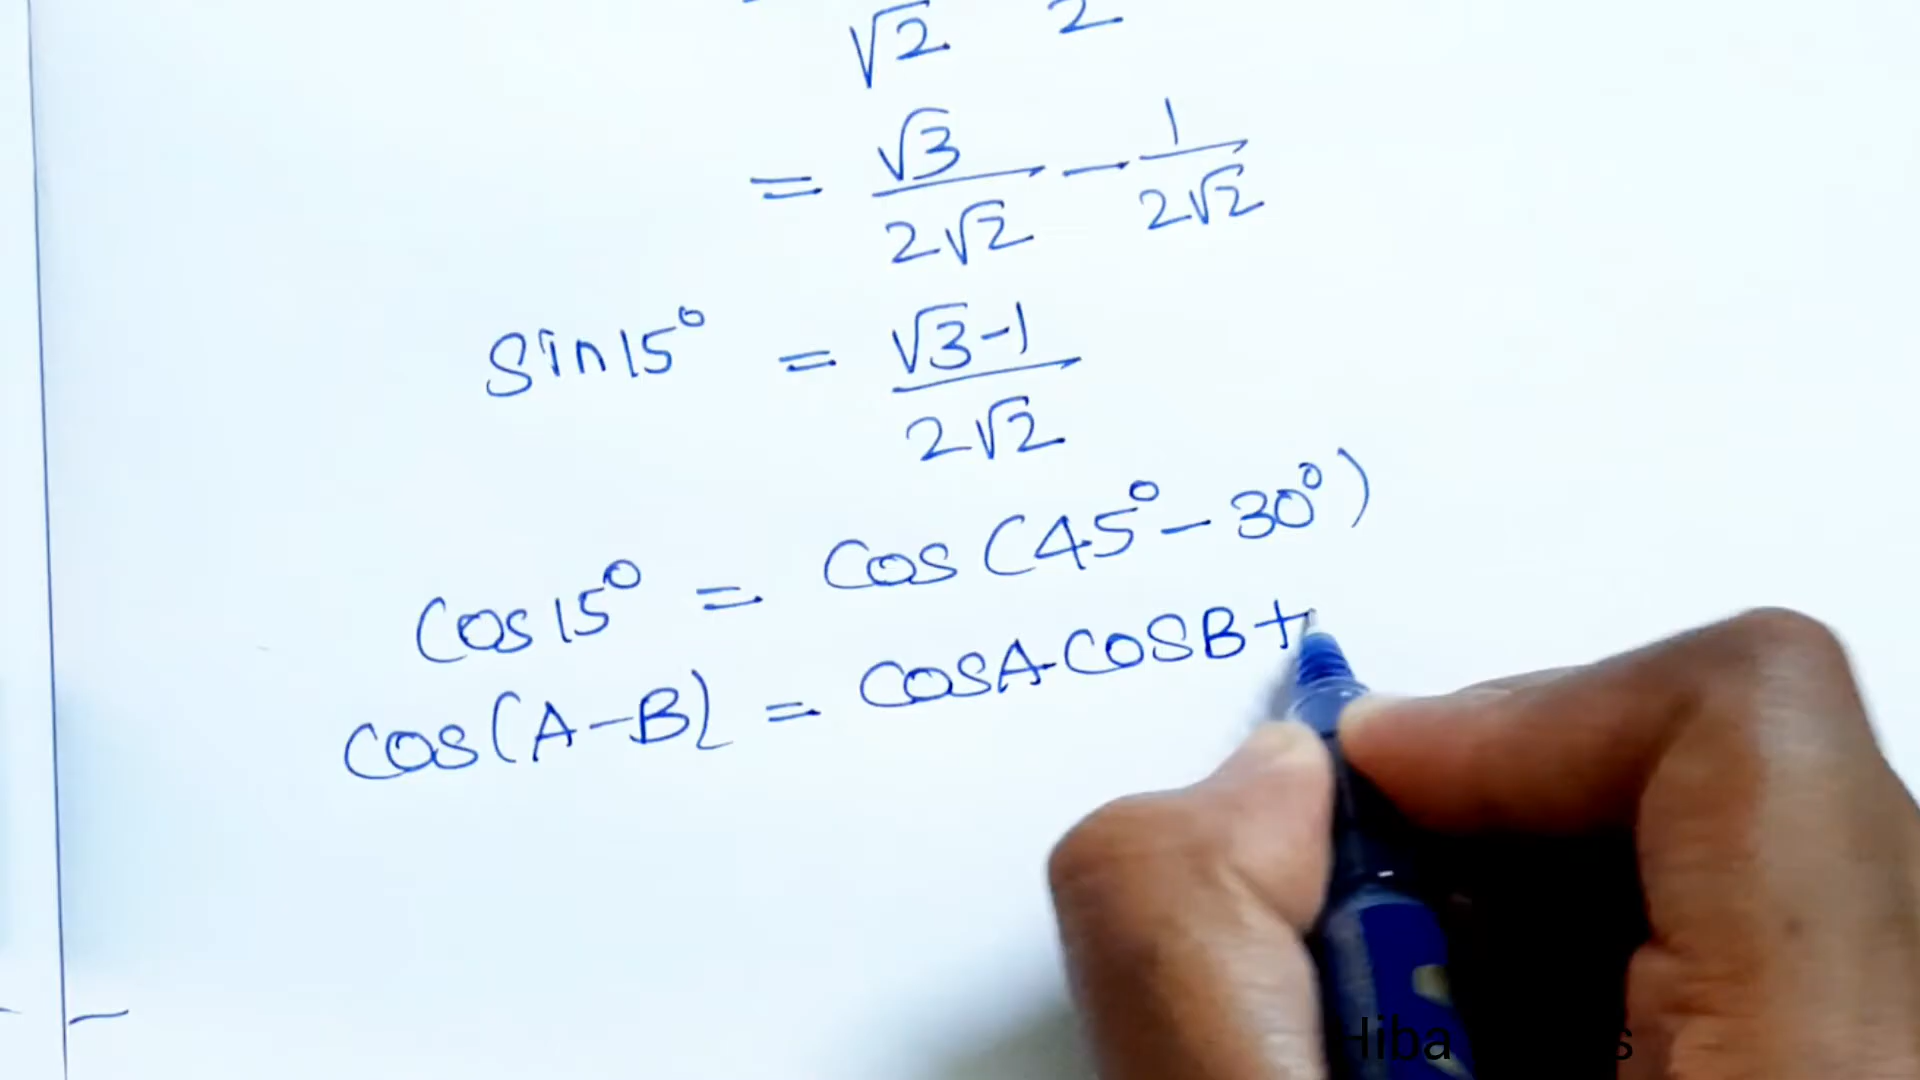 √2 2
= √3/2√2 - 1/2√2
Sin15° = √3-1/2√2
Cos15° = Cos(45°-30°)
Cos(A-B) = CosA.CosB+
Hiba